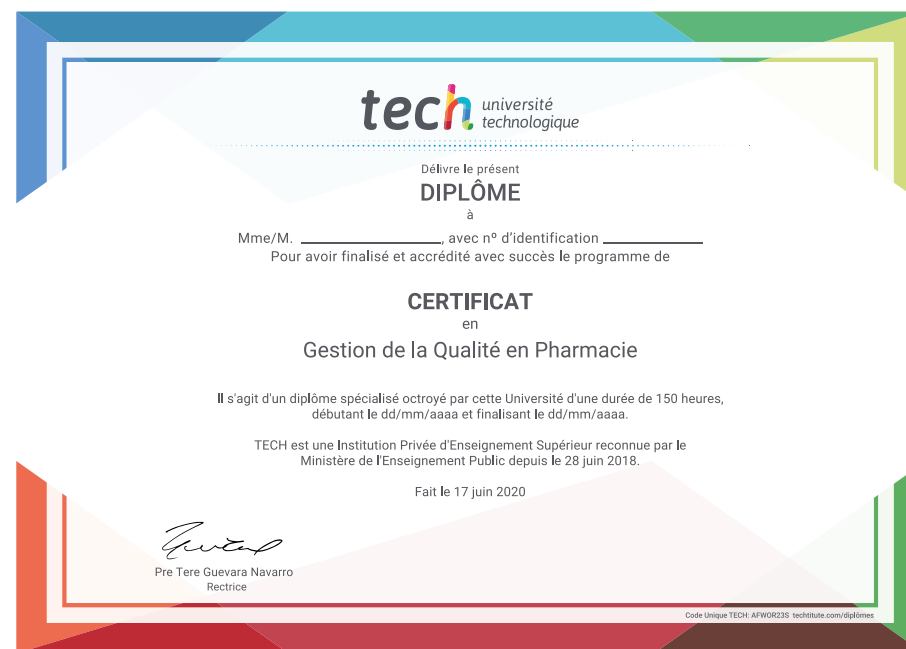 tech université
technologique
Délivre le présent
DIPLÔME
à
Mme/M. ____________________, avec nº d'identification ______________
Pour avoir finalisé et accrédité avec succès le programme de
CERTIFICAT
en
Gestion de la Qualité en Pharmacie
Il s'agit d'un diplôme spécialisé octroyé par cette Université d'une durée de 150 heures,
débutant le dd/mm/aaaa et finalisant le dd/mm/aaaa.
TECH est une Institution Privée d'Enseignement Supérieur reconnue par le
Ministère de l'Enseignement Public depuis le 28 juin 2018.
Fait le 17 juin 2020
Pre Tere Guevara Navarro
Rectrice
Code Unique TECH: AFWOR23S techtitute.com/diplômes